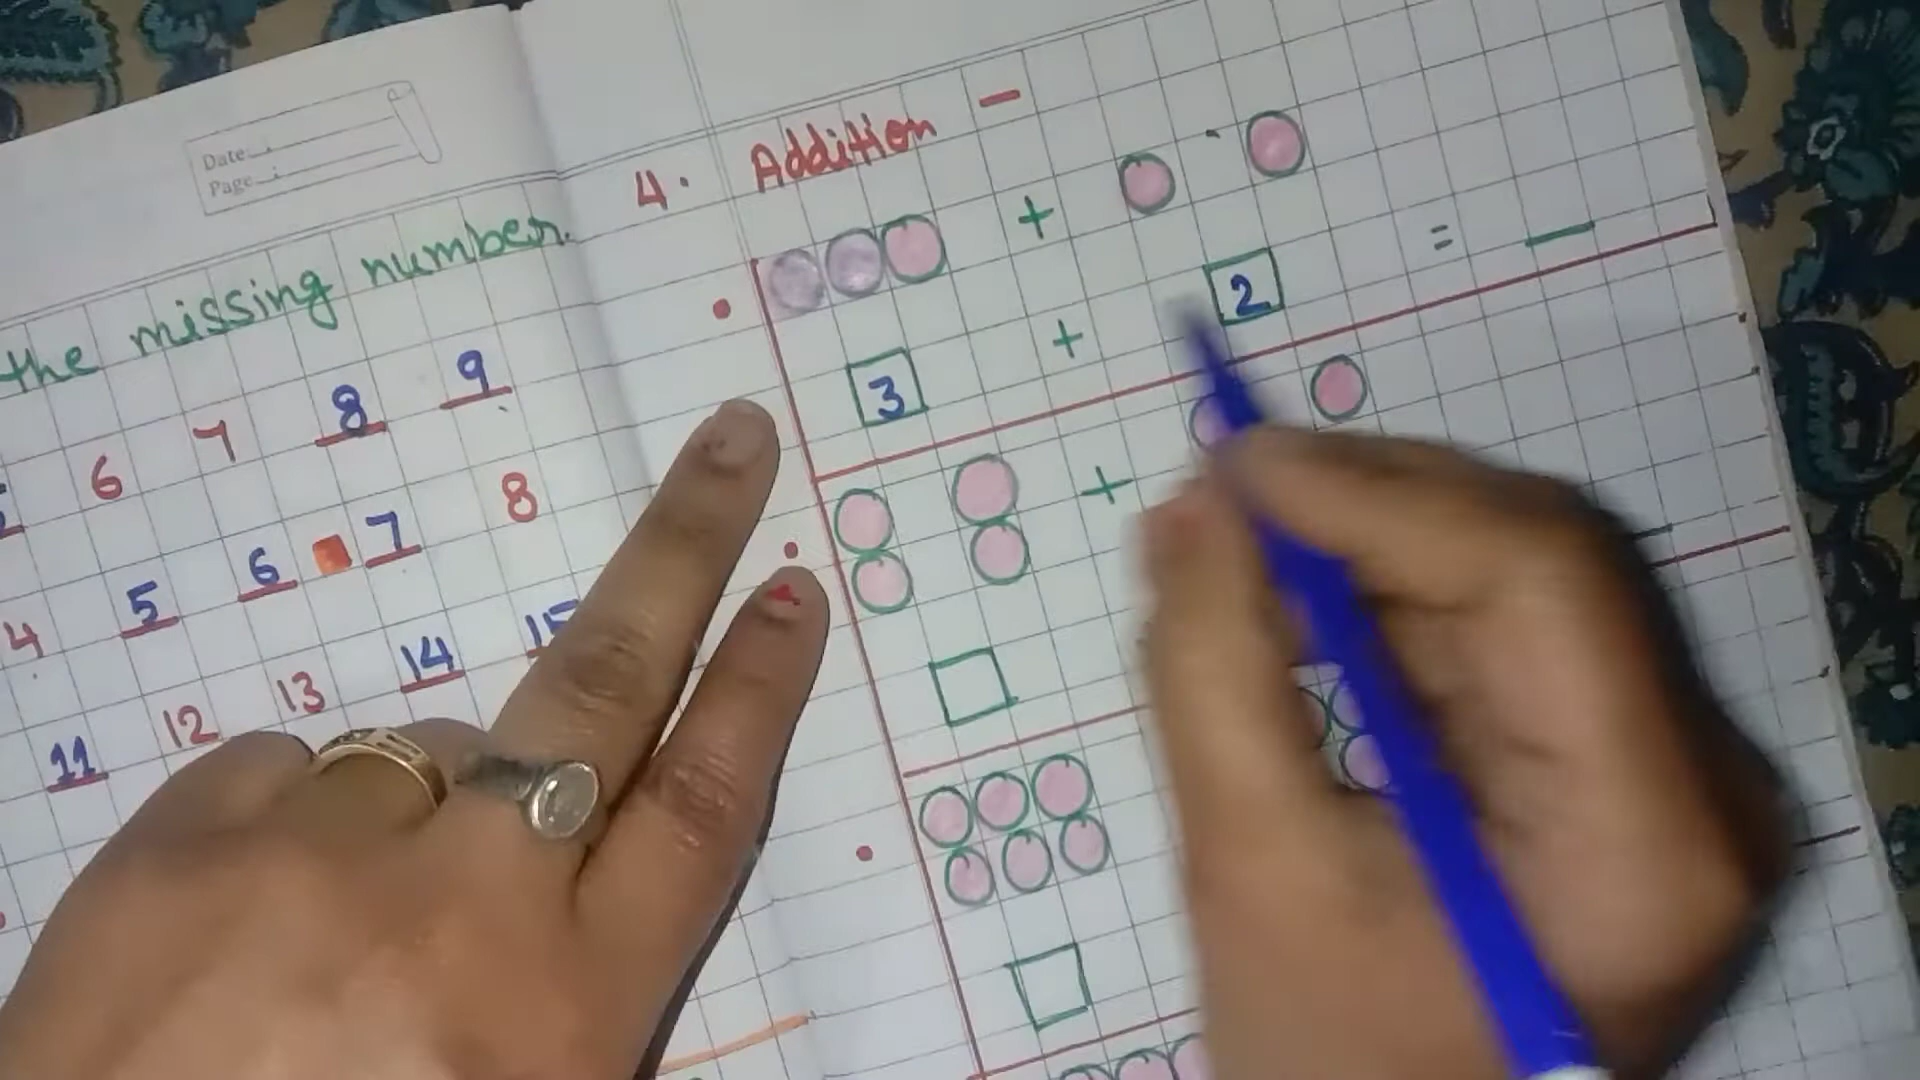 Date:
Page:
the missing number.
6 7 8 9
4 5 6 7 8
11 12 13 14 15
4. Addition -
+
3 + 2 = _
+